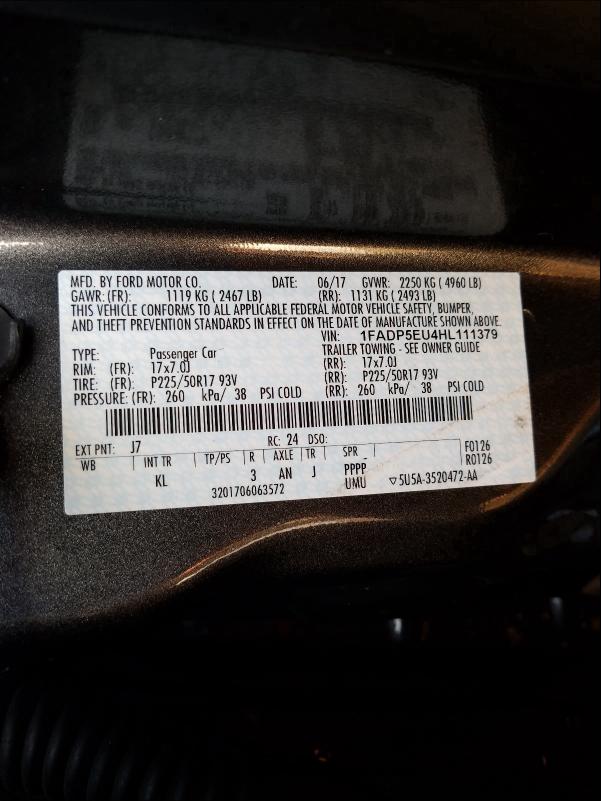 MFD. BY FORD MOTOR CO. DATE: 06/17 GVWR: 2250 KG ( 4960 LB)
GAWR: (FR): 1119 KG ( 2467 LB) (RR): 1131 KG ( 2493 LB)
THIS VEHICLE CONFORMS TO ALL APPLICABLE FEDERAL MOTOR VEHICLE SAFETY, BUMPER,
AND THEFT PREVENTION STANDARDS IN EFFECT ON THE DATE OF MANUFACTURE SHOWN ABOVE.
VIN: 1FADP5EU4HL111379
TYPE: Passenger Car TRAILER TOWING - SEE OWNER GUIDE
RIM: (FR): 17x7.0J (RR): 17x7.0J
TIRE: (FR): P225/50R17 93V (RR): P225/50R17 93V
PRESSURE: (FR): 260 kPa/ 38 PSI COLD (RR): 260 kPa/ 38 PSI COLD
EXT PNT: J7 RC: 24 DSO: F0126
WB INT TR TP/PS R AXLE TR SPR R0126
KL 3 AN J PPPP
UMU ▽5U5A-3520472-AA
3201706063572